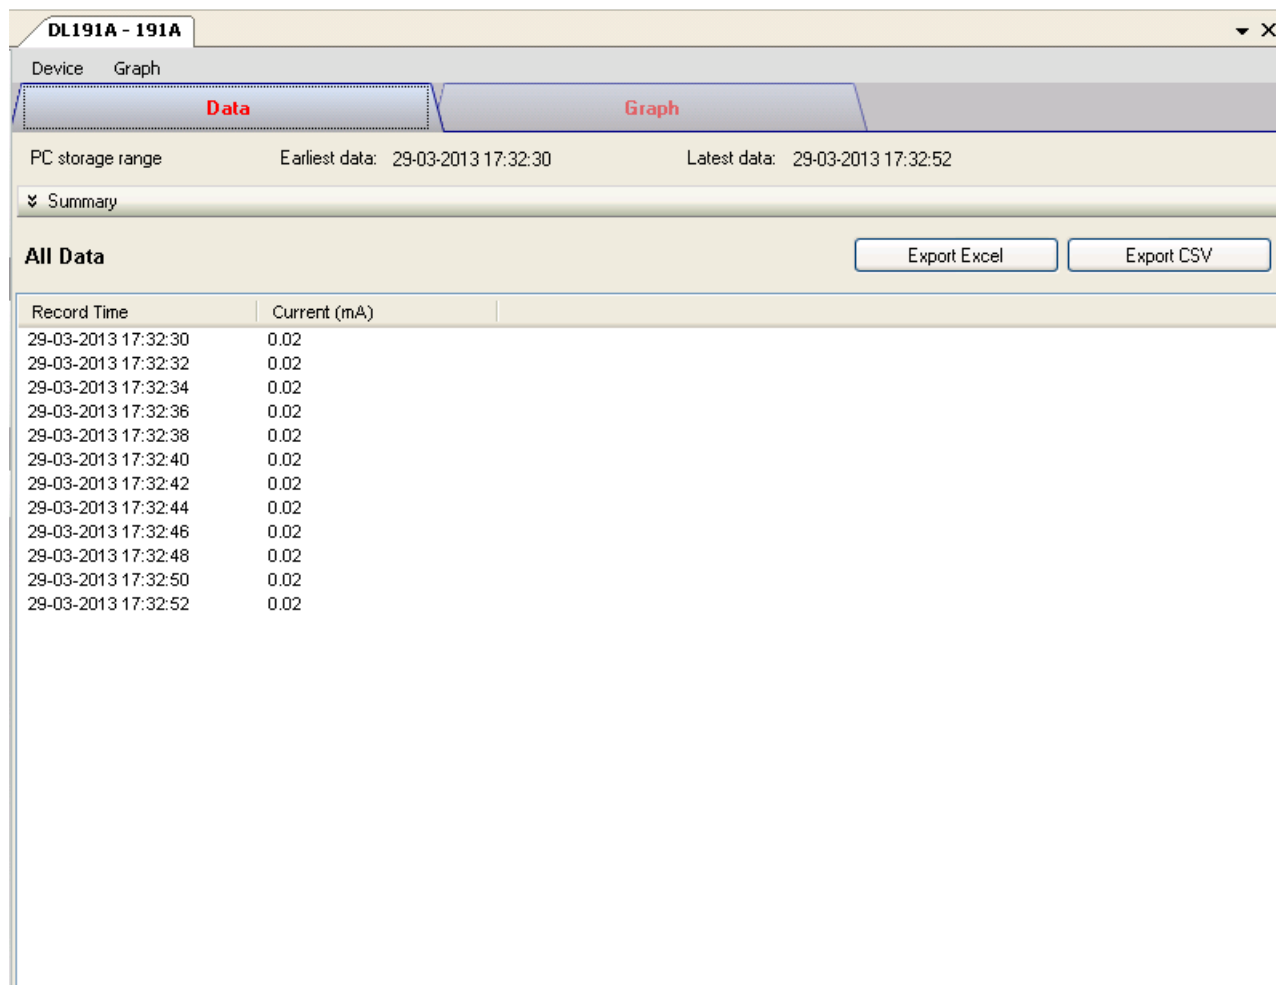 DL191A - 191A
Device Graph
Data Graph
PC storage range Earliest data: 29-03-2013 17:32:30 Latest data: 29-03-2013 17:32:52
Summary
All Data Export Excel Export CSV
Record Time Current (mA)
29-03-2013 17:32:30 0.02
29-03-2013 17:32:32 0.02
29-03-2013 17:32:34 0.02
29-03-2013 17:32:36 0.02
29-03-2013 17:32:38 0.02
29-03-2013 17:32:40 0.02
29-03-2013 17:32:42 0.02
29-03-2013 17:32:44 0.02
29-03-2013 17:32:46 0.02
29-03-2013 17:32:48 0.02
29-03-2013 17:32:50 0.02
29-03-2013 17:32:52 0.02